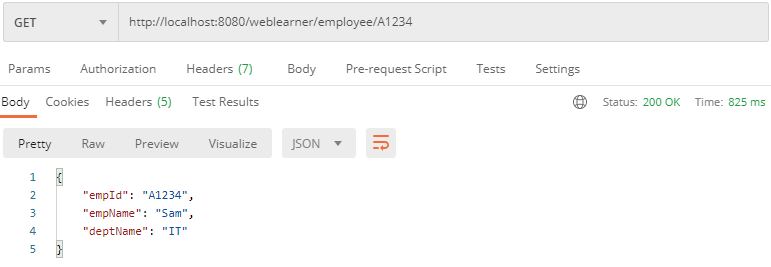 GET http://localhost:8080/weblearner/employee/A1234
Params Authorization Headers (7) Body Pre-request Script Tests Settings
Body Cookies Headers (5) Test Results Status: 200 OK Time: 825 ms
Pretty Raw Preview Visualize JSON
1 {
2 "empId": "A1234",
3 "empName": "Sam",
4 "deptName": "IT"
5 }